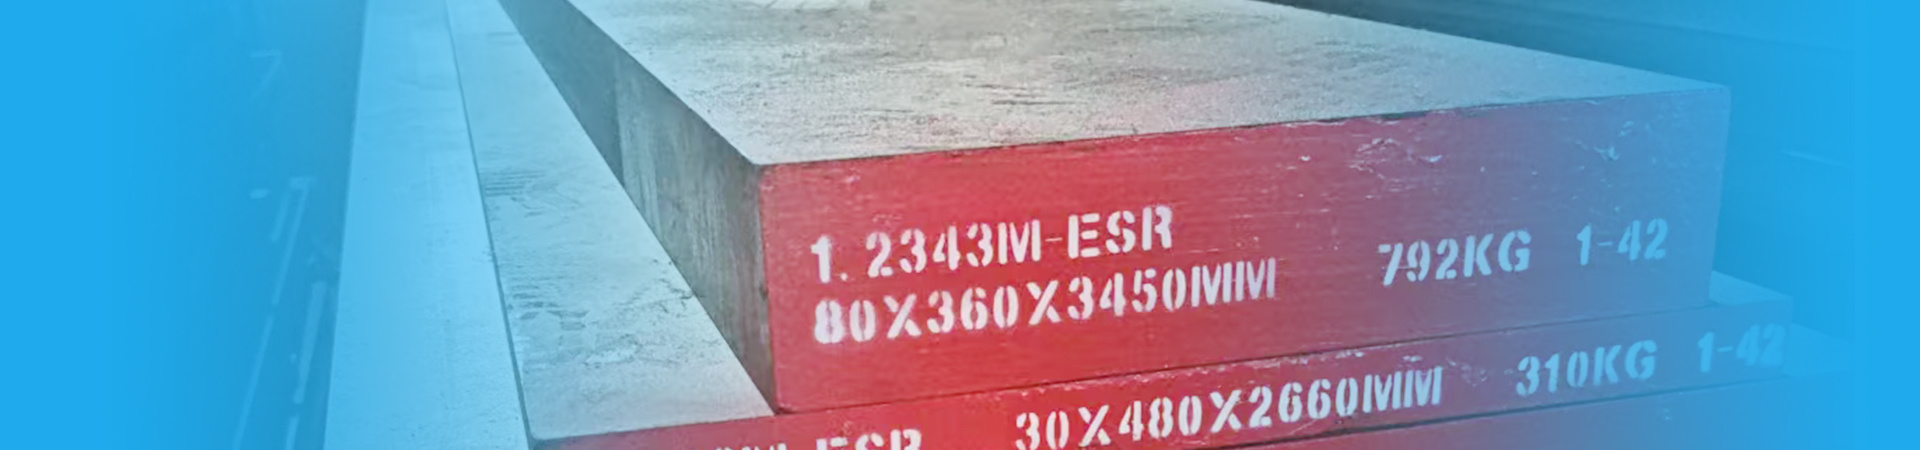 1.2343M-ESR
80X360X3450MM 792KG 1-42
30X480X2660MM 310KG 1-42